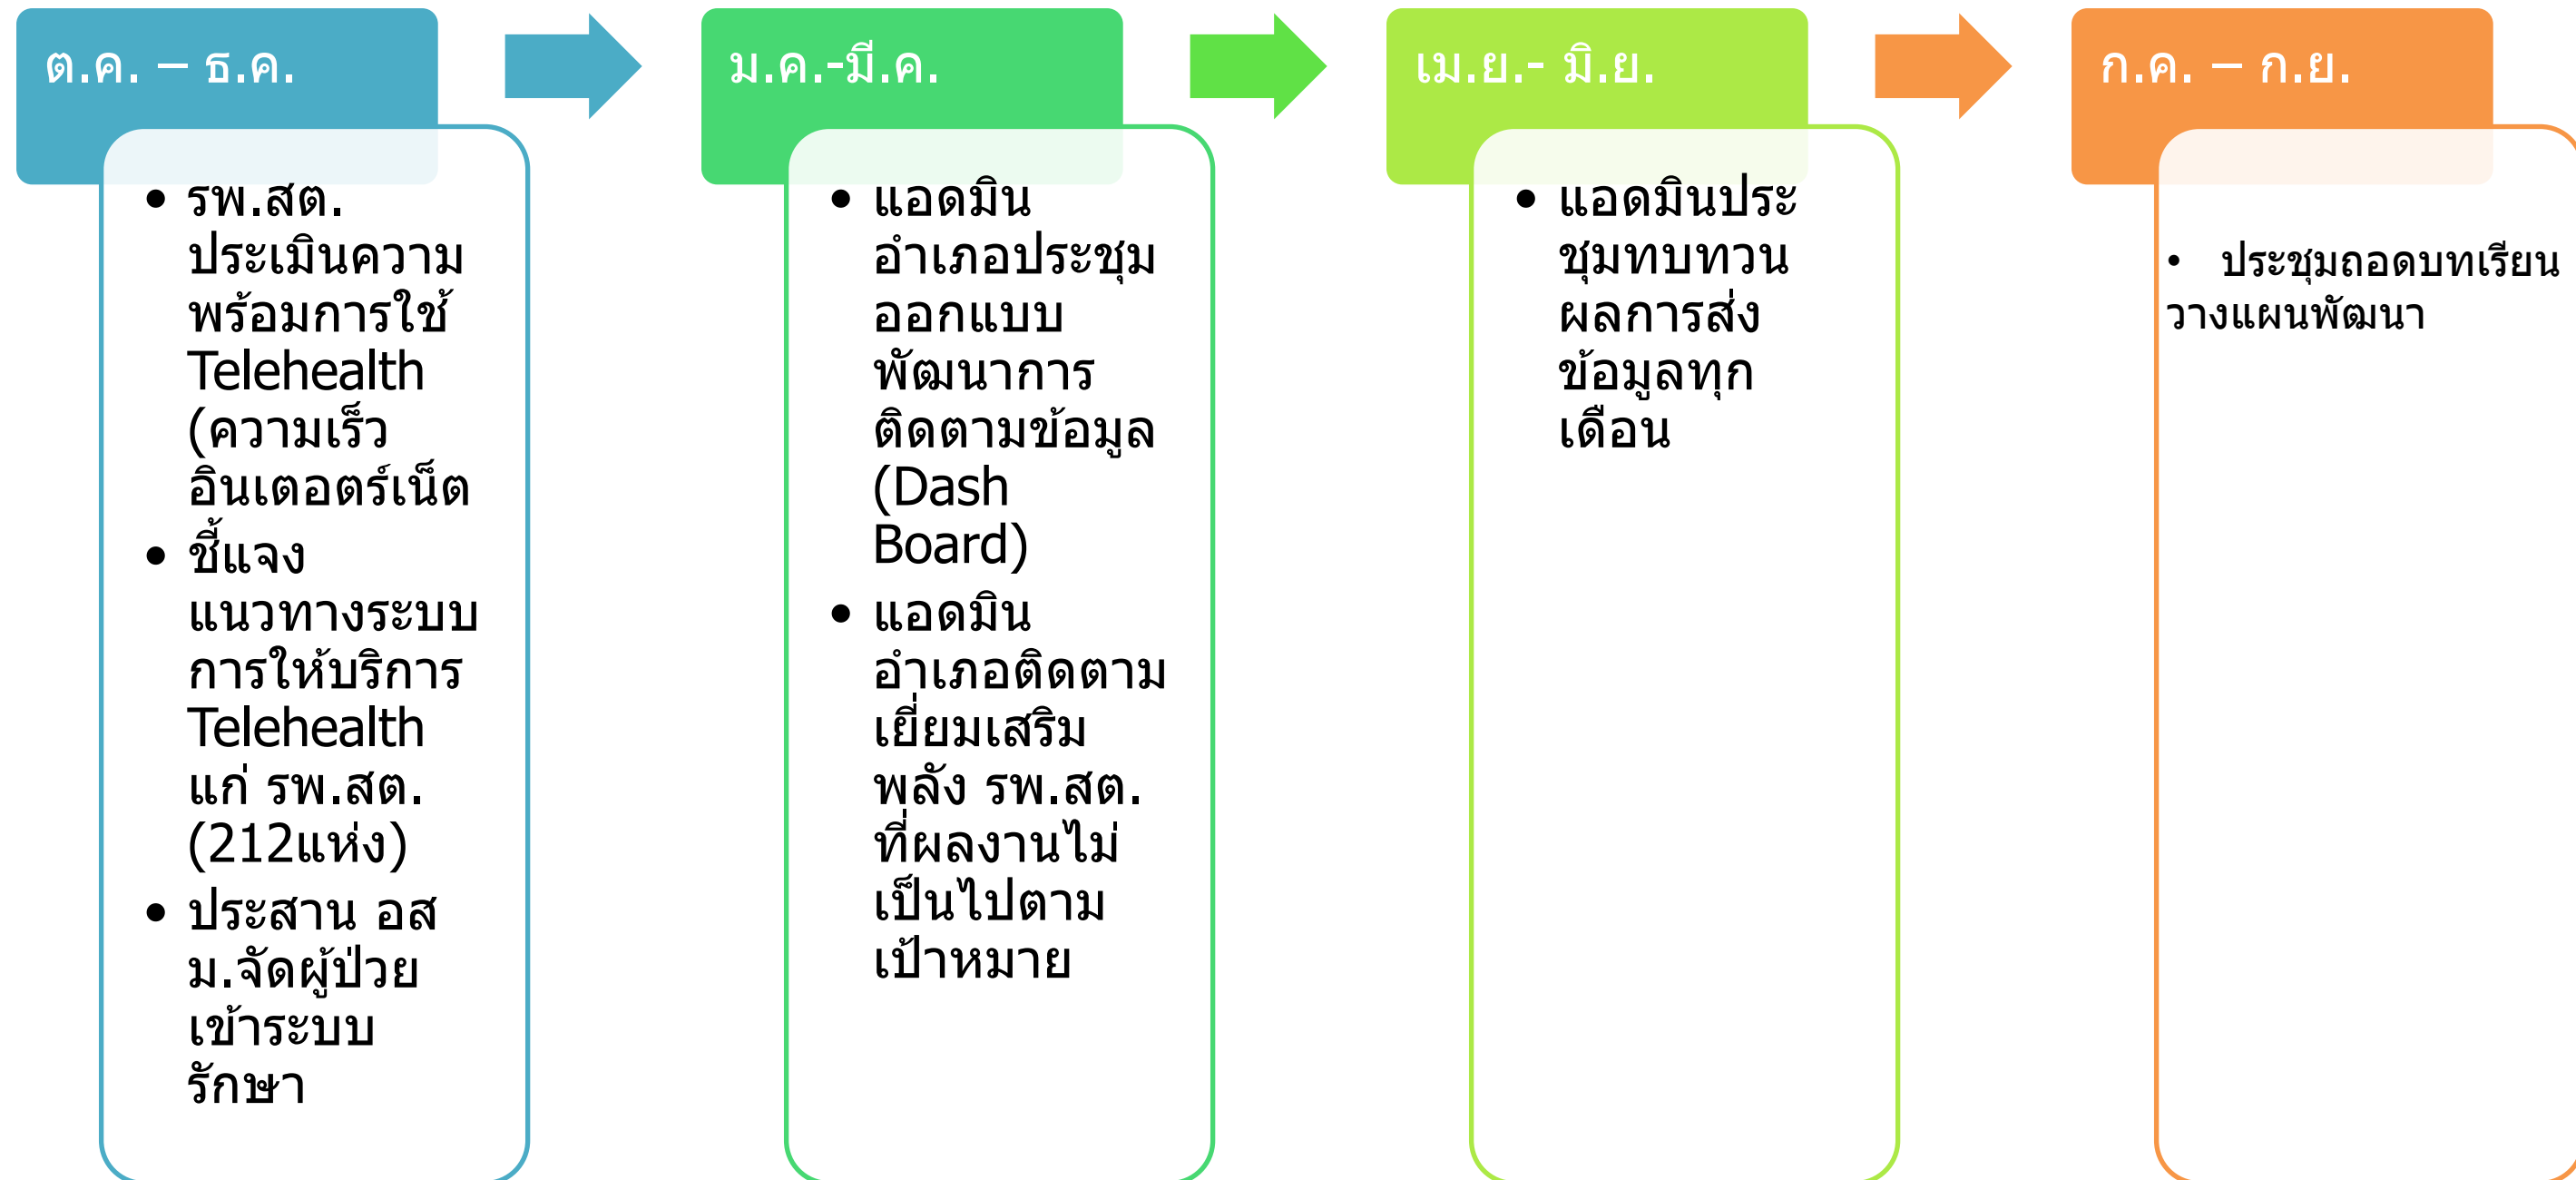 ต.ค. – ธ.ค.
• รพ.สต.
ประเมินความ
พร้อมการใช้
Telehealth
(ความเร็ว
อินเตอตร์เน็ต
• ชี้แจง
แนวทางระบบ
การให้บริการ
Telehealth
แก่ รพ.สต.
(212แห่ง)
• ประสาน อส
ม.จัดผู้ป่วย
เข้าระบบ
รักษา
ม.ค.-มี.ค.
• แอดมิน
อำเภอประชุม
ออกแบบ
พัฒนาการ
ติดตามข้อมูล
(Dash
Board)
• แอดมิน
อำเภอติดตาม
เยี่ยมเสริม
พลัง รพ.สต.
ที่ผลงานไม่
เป็นไปตาม
เป้าหมาย
เม.ย.- มิ.ย.
• แอดมินประ
ชุมทบทวน
ผลการส่ง
ข้อมูลทุก
เดือน
ก.ค. – ก.ย.
• ประชุมถอดบทเรียน
วางแผนพัฒนา